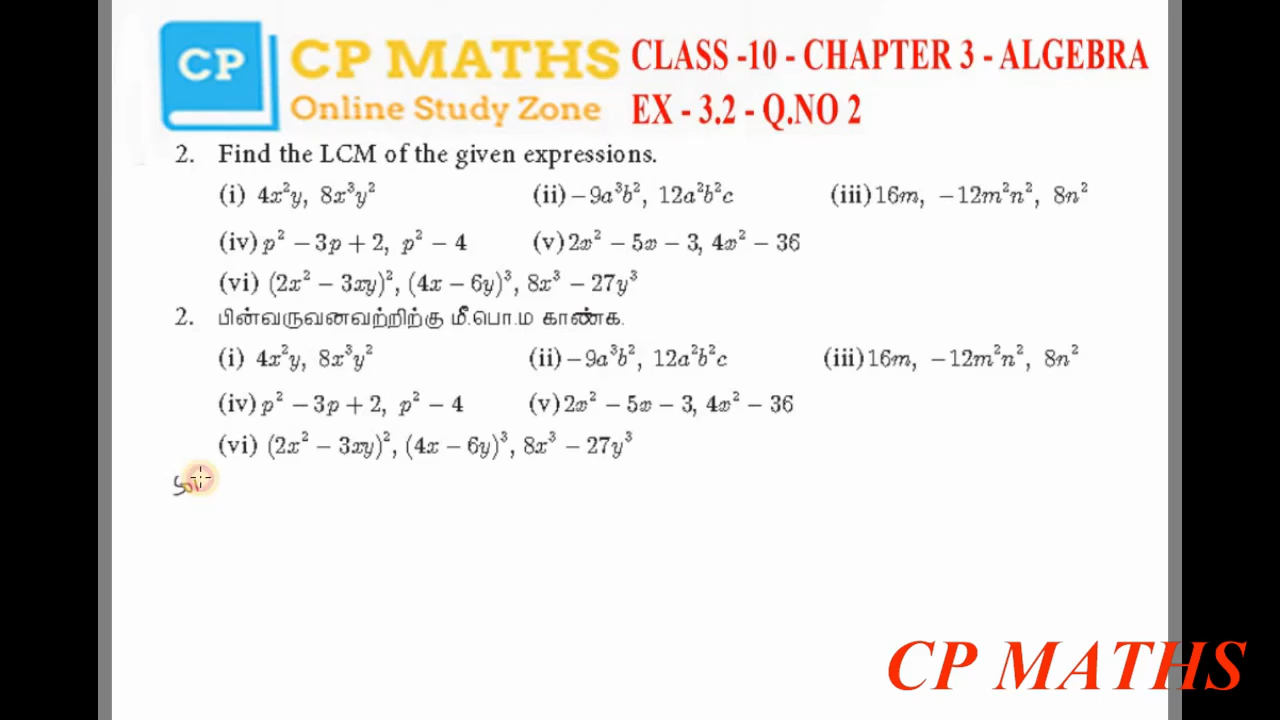 CP
CP MATHS
Online Study Zone
CLASS -10 - CHAPTER 3 - ALGEBRA
EX - 3.2 - Q.NO 2
2. Find the LCM of the given expressions.
(i) 4x²y, 8x³y² (ii) −9a³b², 12a²b²c (iii) 16m, −12m²n², 8n²
(iv) p² − 3p + 2, p² − 4 (v) 2x² − 5x − 3, 4x² − 36
(vi) (2x² − 3xy)², (4x − 6y)³, 8x³ − 27y³
2. பின்வருவனவற்றிற்கு மீ.பொ.ம காண்க.
(i) 4x²y, 8x³y² (ii) −9a³b², 12a²b²c (iii) 16m, −12m²n², 8n²
(iv) p² − 3p + 2, p² − 4 (v) 2x² − 5x − 3, 4x² − 36
(vi) (2x² − 3xy)², (4x − 6y)³, 8x³ − 27y³
CP MATHS